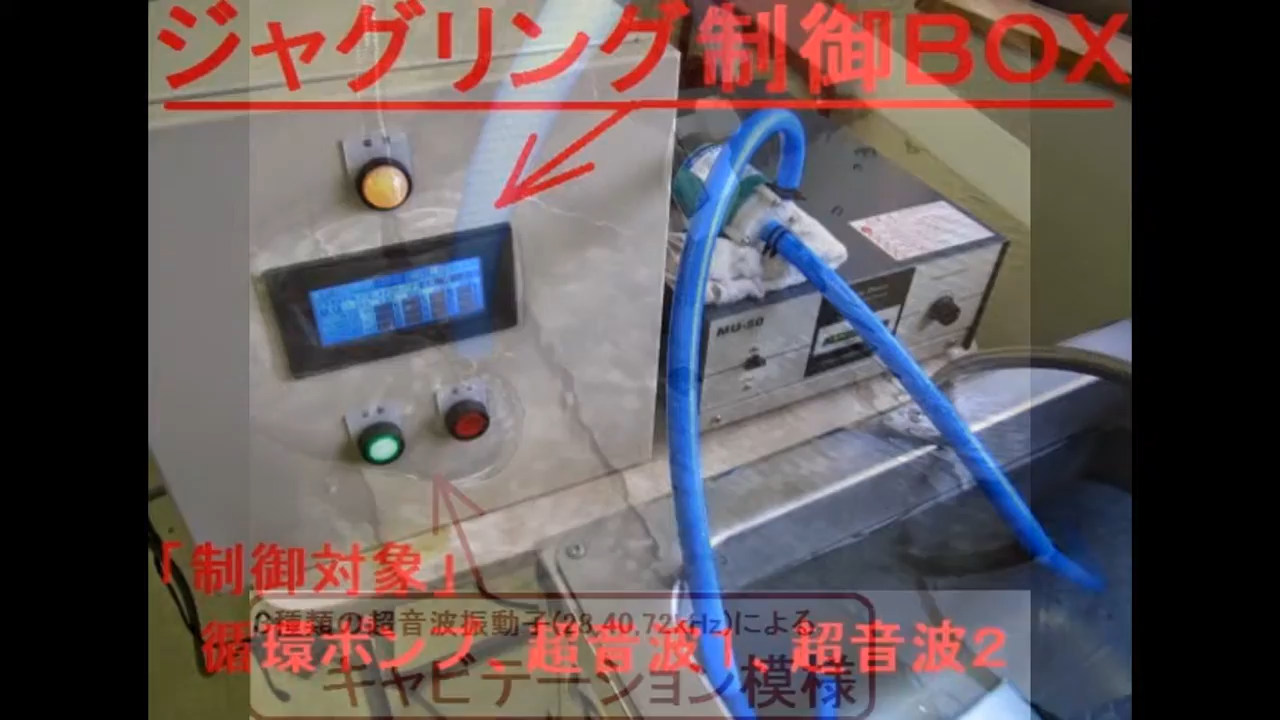 ジャグリング制御BOX
MU-50
「制御対象」
種類の超音波振動子(28,40,72kHz)による
循環ポンプ、超音波1、超音波2
キャビテーション模様